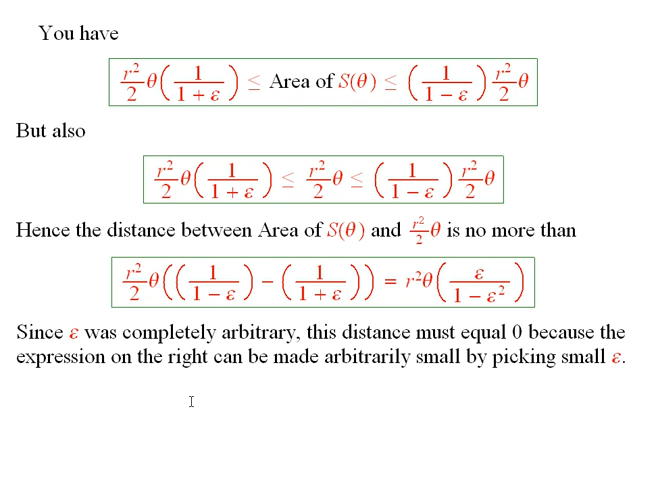 You have
r²/2 θ(1/(1 + ε)) ≤ Area of S(θ) ≤ (1/(1 − ε)) r²/2 θ
But also
r²/2 θ(1/(1 + ε)) ≤ r²/2 θ ≤ (1/(1 − ε)) r²/2 θ
Hence the distance between Area of S(θ) and r²/2 θ is no more than
r²/2 θ((1/(1 − ε)) − (1/(1 + ε))) = r²θ(ε/(1 − ε²))
Since ε was completely arbitrary, this distance must equal 0 because the
expression on the right can be made arbitrarily small by picking small ε.